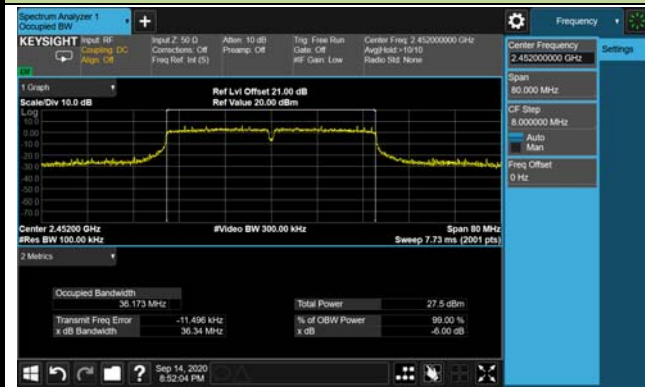 Spectrum Analyzer 1
Occupied BW
+
Frequency
KEYSIGHT
Input: RF
Coupling: DC
Align: Off
Input Z: 50 Ω
Corrections: Off
Freq Ref: Int (S)
Atten: 10 dB
Preamp: Off
Trig: Free Run
Gate: Off
#IF Gain: Low
Center Freq: 2.452000000 GHz
Avg|Hold:>10/10
Radio Std: None
Center Frequency
2.452000000 GHz
Settings
Span
80.000 MHz
CF Step
8.000000 MHz
Auto
Man
Freq Offset
0 Hz
1 Graph
Scale/Div 10.0 dB
Ref Lvl Offset 21.00 dB
Ref Value 20.00 dBm
Log
10.0
0.00
-10.0
-20.0
-30.0
-40.0
-50.0
-60.0
-70.0
Center 2.45200 GHz
#Res BW 100.00 kHz
#Video BW 300.00 kHz
Span 80 MHz
Sweep 7.73 ms (2001 pts)
2 Metrics
Occupied Bandwidth
36.173 MHz
Total Power 27.5 dBm
Transmit Freq Error -11.496 kHz
% of OBW Power 99.00 %
x dB Bandwidth 36.34 MHz
x dB -6.00 dB
?
Sep 14, 2020
8:52:04 PM